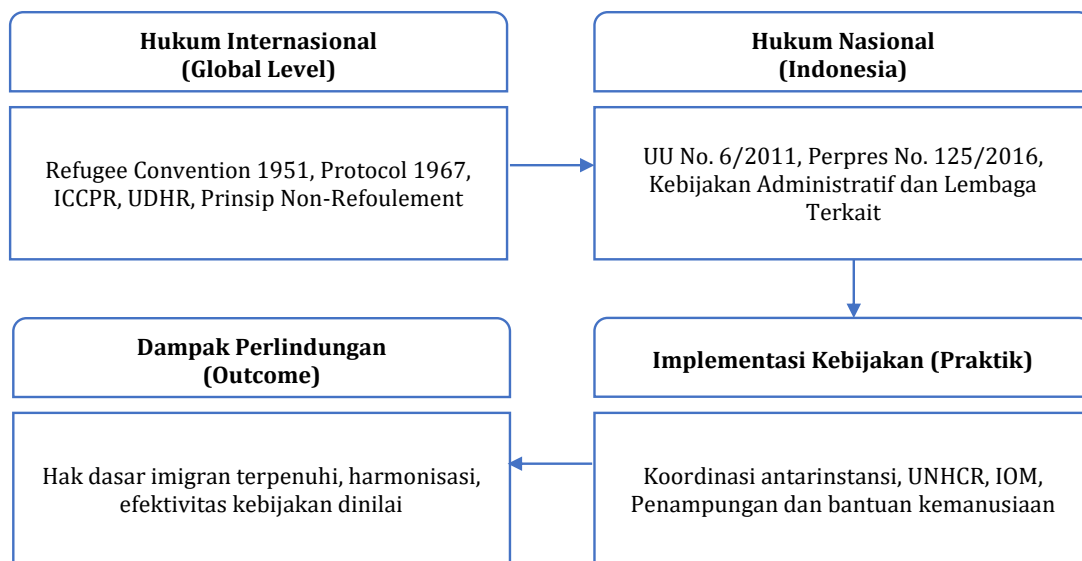 Hukum Internasional
(Global Level)
Refugee Convention 1951, Protocol 1967,
ICCPR, UDHR, Prinsip Non-Refoulement
Hukum Nasional
(Indonesia)
UU No. 6/2011, Perpres No. 125/2016,
Kebijakan Administratif dan Lembaga
Terkait
Implementasi Kebijakan (Praktik)
Koordinasi antarinstansi, UNHCR, IOM,
Penampungan dan bantuan kemanusiaan
Dampak Perlindungan
(Outcome)
Hak dasar imigran terpenuhi, harmonisasi,
efektivitas kebijakan dinilai